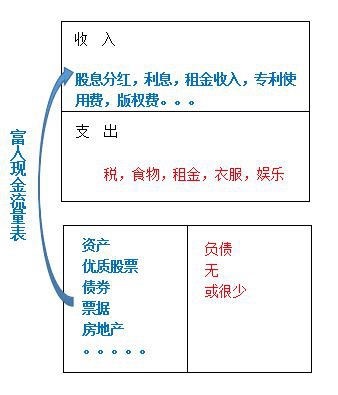 收 入
股息分红，利息，租金收入，专利使
用费，版权费。。。
支 出
税，食物，租金，衣服，娱乐
富人现金流量表
资产
优质股票
债券
票据
房地产
。。。。。
负债
无
或很少